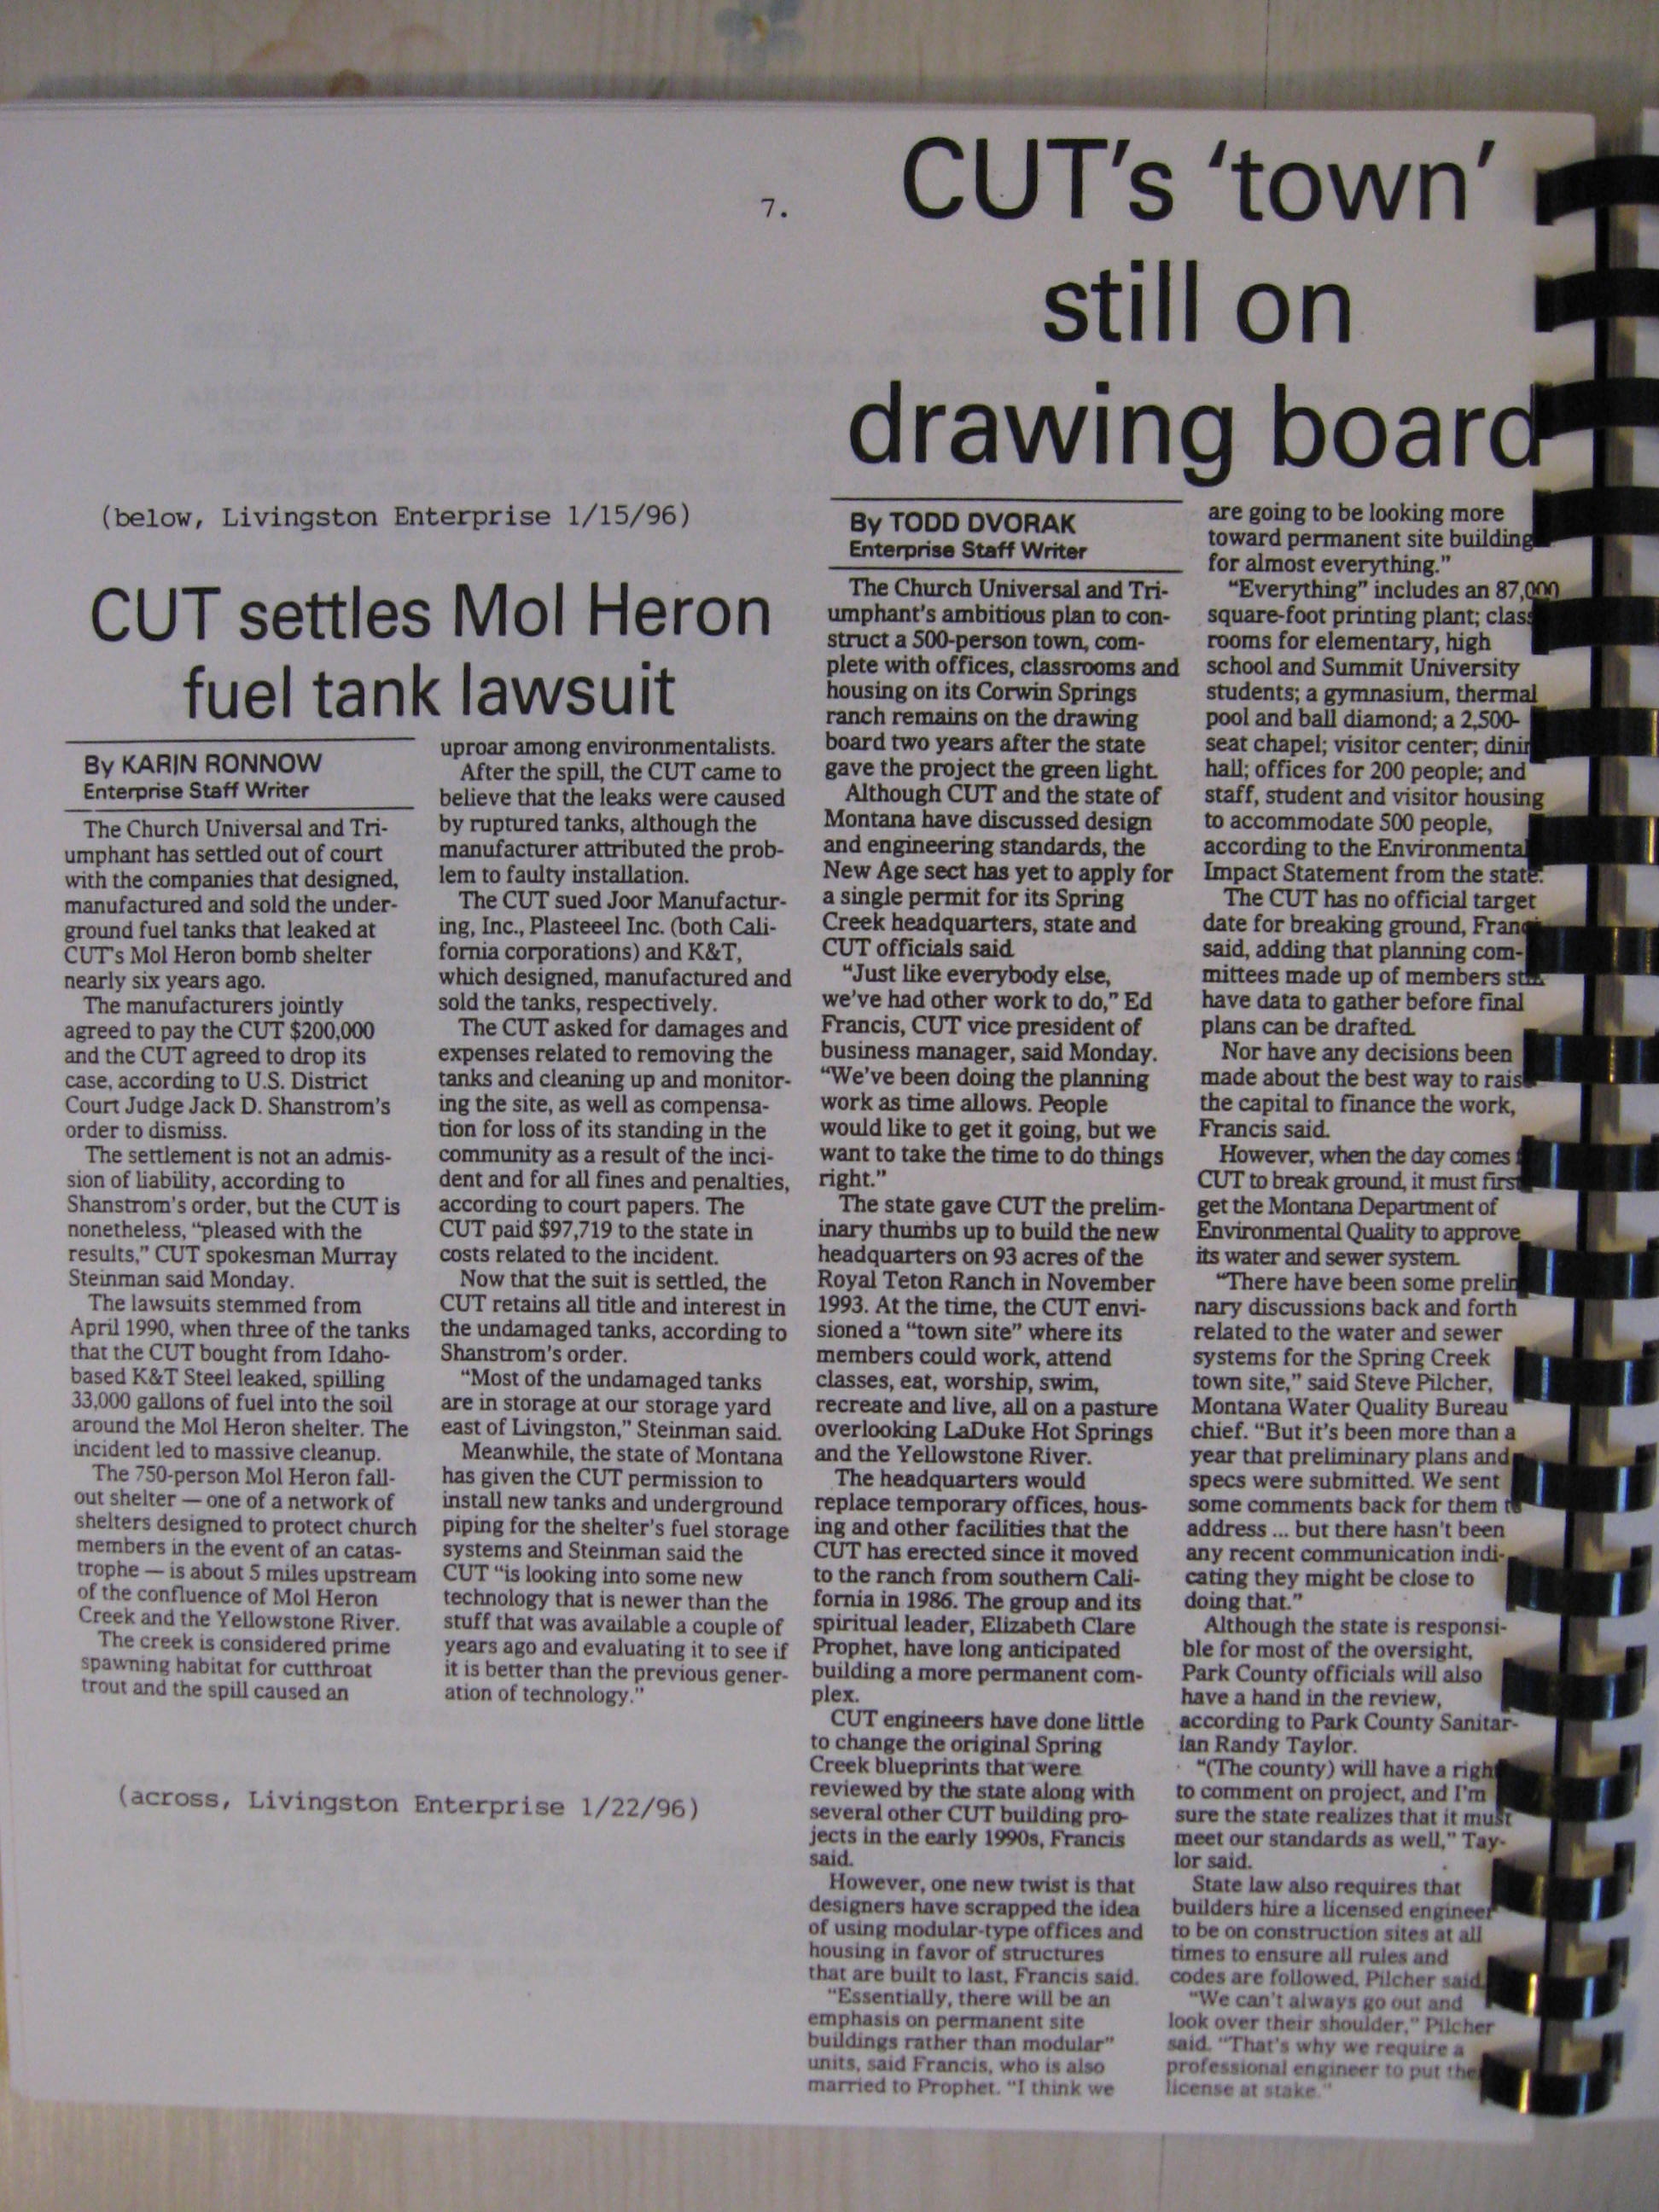 7.
(below, Livingston Enterprise 1/15/96)
CUT settles Mol Heron
fuel tank lawsuit
By KARIN RONNOW
Enterprise Staff Writer
The Church Universal and Tri-
umphant has settled out of court
with the companies that designed,
manufactured and sold the under-
ground fuel tanks that leaked at
CUT's Mol Heron bomb shelter
nearly six years ago.
The manufacturers jointly
agreed to pay the CUT $200,000
and the CUT agreed to drop its
case, according to U.S. District
Court Judge Jack D. Shanstrom's
order to dismiss.
The settlement is not an admis-
sion of liability, according to
Shanstrom's order, but the CUT is
nonetheless, "pleased with the
results," CUT spokesman Murray
Steinman said Monday.
The lawsuits stemmed from
April 1990, when three of the tanks
that the CUT bought from Idaho-
based K&T Steel leaked, spilling
33,000 gallons of fuel into the soil
around the Mol Heron shelter. The
incident led to massive cleanup.
The 750-person Mol Heron fall-
out shelter — one of a network of
shelters designed to protect church
members in the event of an catas-
trophe — is about 5 miles upstream
of the confluence of Mol Heron
Creek and the Yellowstone River.
The creek is considered prime
spawning habitat for cutthroat
trout and the spill caused an
uproar among environmentalists.
After the spill, the CUT came to
believe that the leaks were caused
by ruptured tanks, although the
manufacturer attributed the prob-
lem to faulty installation.
The CUT sued Joor Manufactur-
ing, Inc., Plasteeel Inc. (both Cali-
fornia corporations) and K&T,
which designed, manufactured and
sold the tanks, respectively.
The CUT asked for damages and
expenses related to removing the
tanks and cleaning up and monitor-
ing the site, as well as compensa-
tion for loss of its standing in the
community as a result of the inci-
dent and for all fines and penalties,
according to court papers. The
CUT paid $97,719 to the state in
costs related to the incident.
Now that the suit is settled, the
CUT retains all title and interest in
the undamaged tanks, according to
Shanstrom's order.
"Most of the undamaged tanks
are in storage at our storage yard
east of Livingston," Steinman said.
Meanwhile, the state of Montana
has given the CUT permission to
install new tanks and underground
piping for the shelter's fuel storage
systems and Steinman said the
CUT "is looking into some new
technology that is newer than the
stuff that was available a couple of
years ago and evaluating it to see if
it is better than the previous gener-
ation of technology."
(across, Livingston Enterprise 1/22/96)
CUT's 'town'
still on
drawing board
By TODD DVORAK
Enterprise Staff Writer
The Church Universal and Tri-
umphant's ambitious plan to con-
struct a 500-person town, com-
plete with offices, classrooms and
housing on its Corwin Springs
ranch remains on the drawing
board two years after the state
gave the project the green light.
Although CUT and the state of
Montana have discussed design
and engineering standards, the
New Age sect has yet to apply for
a single permit for its Spring
Creek headquarters, state and
CUT officials said.
"Just like everybody else,
we've had other work to do," Ed
Francis, CUT vice president of
business manager, said Monday.
"We've been doing the planning
work as time allows. People
would like to get it going, but we
want to take the time to do things
right."
The state gave CUT the prelim-
inary thumbs up to build the new
headquarters on 93 acres of the
Royal Teton Ranch in November
1993. At the time, the CUT envi-
sioned a "town site" where its
members could work, attend
classes, eat, worship, swim,
recreate and live, all on a pasture
overlooking LaDuke Hot Springs
and the Yellowstone River.
The headquarters would
replace temporary offices, hous-
ing and other facilities that the
CUT has erected since it moved
to the ranch from southern Cali-
fornia in 1986. The group and its
spiritual leader, Elizabeth Clare
Prophet, have long anticipated
building a more permanent com-
plex.
CUT engineers have done little
to change the original Spring
Creek blueprints that were
reviewed by the state along with
several other CUT building pro-
jects in the early 1990s, Francis
said.
However, one new twist is that
designers have scrapped the idea
of using modular-type offices and
housing in favor of structures
that are built to last, Francis said.
"Essentially, there will be an
emphasis on permanent site
buildings rather than modular"
units, said Francis, who is also
married to Prophet. "I think we
are going to be looking more
toward permanent site building
for almost everything."
"Everything" includes an 87,000
square-foot printing plant; class
rooms for elementary, high
school and Summit University
students; a gymnasium, thermal
pool and ball diamond; a 2,500-
seat chapel; visitor center; dinin
hall; offices for 200 people; and
staff, student and visitor housing
to accommodate 500 people,
according to the Environmental
Impact Statement from the state.
The CUT has no official target
date for breaking ground, Franci
said, adding that planning com-
mittees made up of members sti
have data to gather before final
plans can be drafted.
Nor have any decisions been
made about the best way to rais
the capital to finance the work,
Francis said.
However, when the day comes
CUT to break ground, it must first
get the Montana Department of
Environmental Quality to approve
its water and sewer system.
"There have been some prelim
nary discussions back and forth
related to the water and sewer
systems for the Spring Creek
town site," said Steve Pilcher,
Montana Water Quality Bureau
chief. "But it's been more than a
year that preliminary plans and
specs were submitted. We sent
some comments back for them to
address ... but there hasn't been
any recent communication indi-
cating they might be close to
doing that."
Although the state is responsi-
ble for most of the oversight,
Park County officials will also
have a hand in the review,
according to Park County Sanitar-
ian Randy Taylor.
"(The county) will have a right
to comment on project, and I'm
sure the state realizes that it must
meet our standards as well," Tay-
lor said.
State law also requires that
builders hire a licensed engineer
to be on construction sites at all
times to ensure all rules and
codes are followed, Pilcher said.
"We can't always go out and
look over their shoulder," Pilcher
said. "That's why we require a
professional engineer to put the
license at stake."